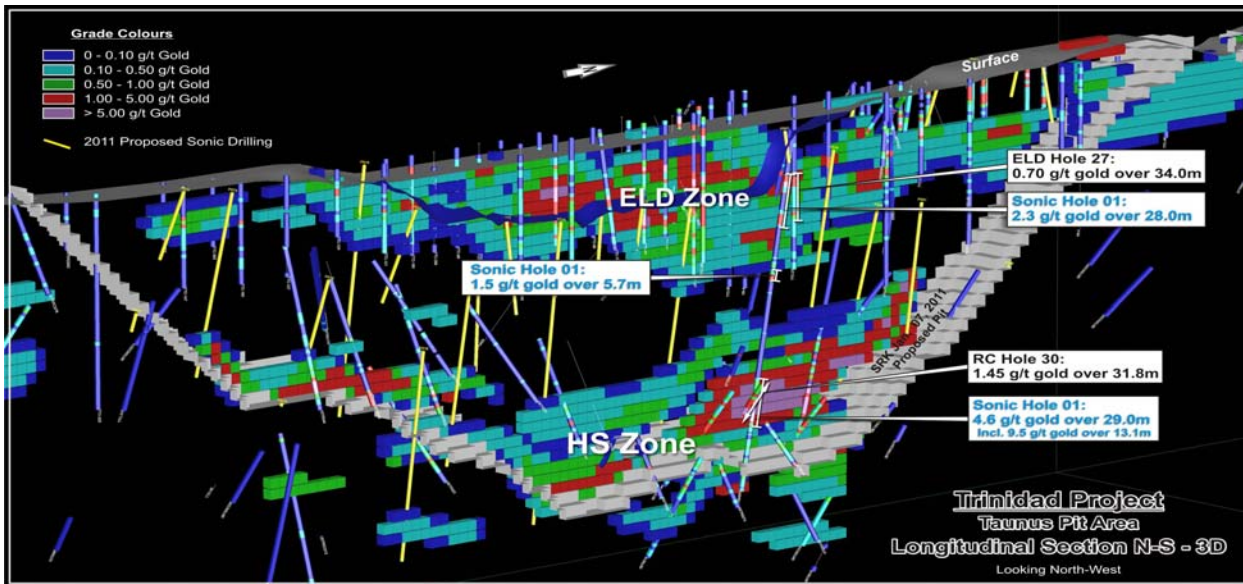 Grade Colours
0 - 0.10 g/t Gold
0.10 - 0.50 g/t Gold
0.50 - 1.00 g/t Gold
1.00 - 5.00 g/t Gold
> 5.00 g/t Gold
2011 Proposed Sonic Drilling
N
Surface
ELD Zone
ELD Hole 27:
0.70 g/t gold over 34.0m
Sonic Hole 01:
2.3 g/t gold over 28.0m
Sonic Hole 01:
1.5 g/t gold over 5.7m
SRK Jan. 07, 2011
Proposed Pit
RC Hole 30:
1.45 g/t gold over 31.8m
Sonic Hole 01:
4.6 g/t gold over 29.0m
Incl. 9.5 g/t gold over 13.1m
HS Zone
Trinidad Project
Taunus Pit Area
Longitudinal Section N-S - 3D
Looking North-West